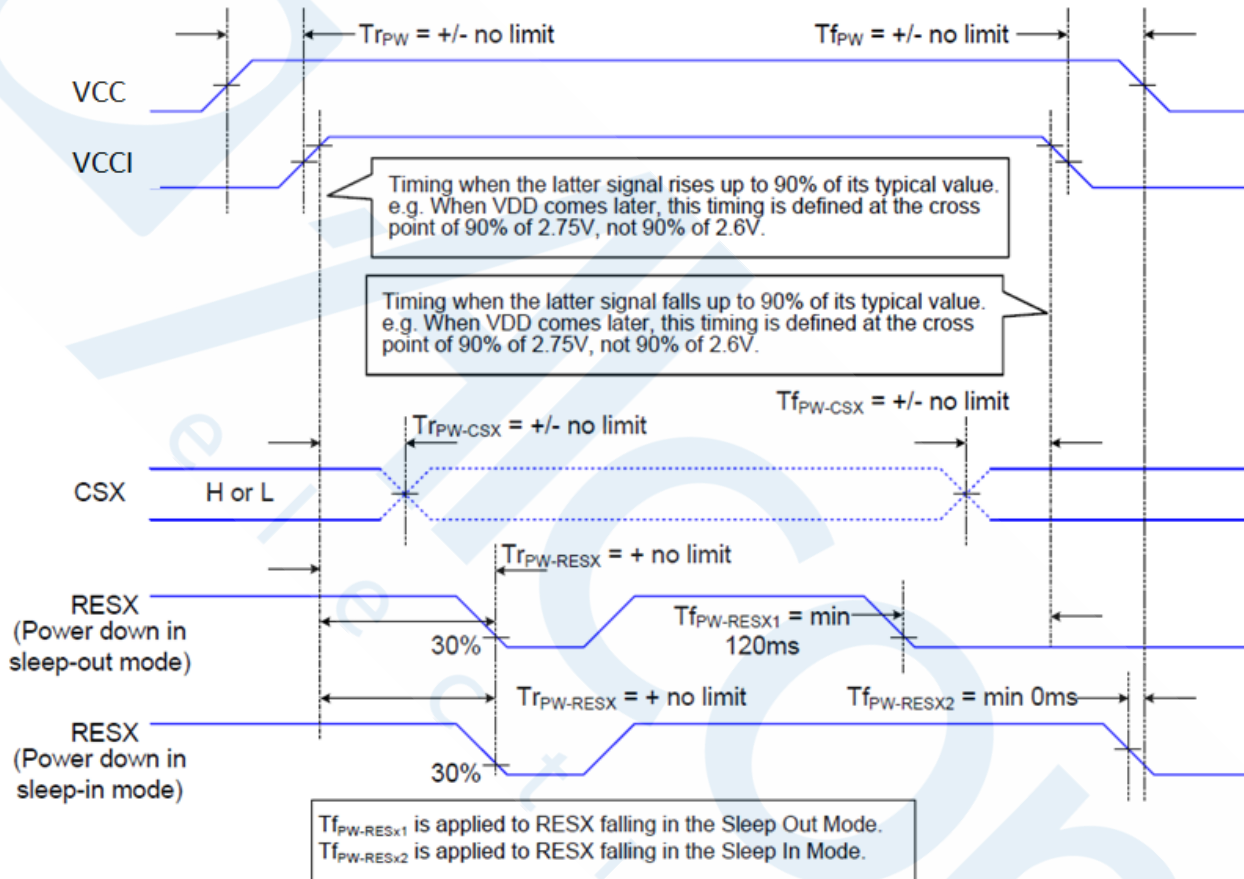 TrPW = +/- no limit
TfPW = +/- no limit
VCC
VCCI
Timing when the latter signal rises up to 90% of its typical value.
e.g. When VDD comes later, this timing is defined at the cross
point of 90% of 2.75V, not 90% of 2.6V.
Timing when the latter signal falls up to 90% of its typical value.
e.g. When VDD comes later, this timing is defined at the cross
point of 90% of 2.75V, not 90% of 2.6V.
TfPW-CSX = +/- no limit
TrPW-CSX = +/- no limit
CSX
H or L
TrPW-RESX = + no limit
RESX
(Power down in
sleep-out mode)
30%
TfPW-RESX1 = min
120ms
TrPW-RESX = + no limit
TfPW-RESX2 = min 0ms
RESX
(Power down in
sleep-in mode)
30%
TfPW-RESx1 is applied to RESX falling in the Sleep Out Mode.
TfPW-RESx2 is applied to RESX falling in the Sleep In Mode.